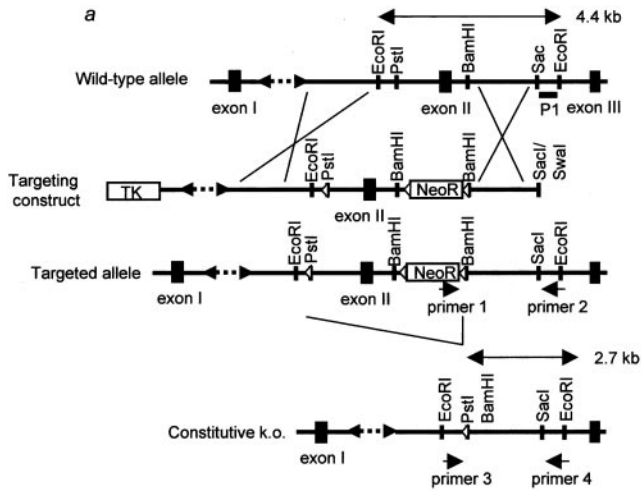 a
4.4 kb
EcoRI
PstI
BamHI
Sac
EcoRI
Wild-type allele
exon I
exon II
P1
exon III
EcoRI
PstI
BamHI
BamHI
SacI/
SwaI
Targeting
construct
TK
NeoR
exon II
EcoRI
PstI
BamHI
BamHI
SacI
EcoRI
Targeted allele
NeoR
exon I
exon II
primer 1
primer 2
2.7 kb
EcoRI
PstI
BamHI
SacI
EcoRI
Constitutive k.o.
exon I
primer 3
primer 4